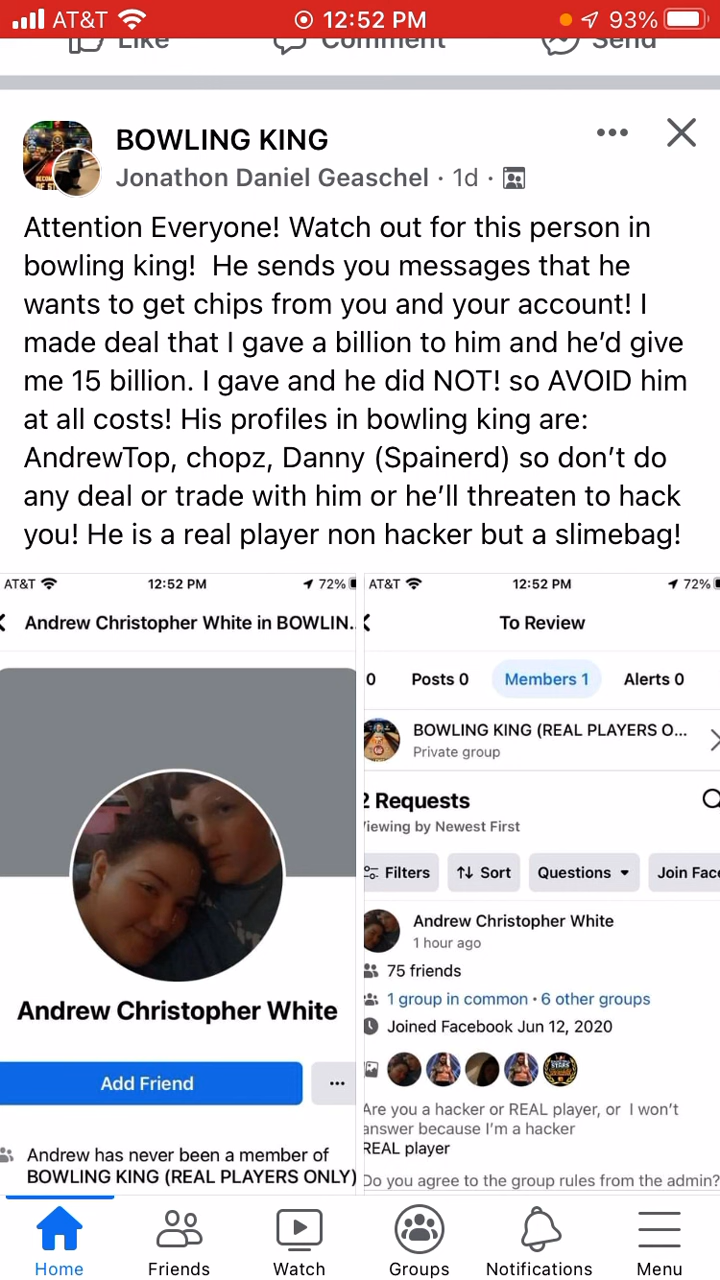 AT&T 12:52 PM 93%
Like Comment Send
BOWLING KING
Jonathon Daniel Geaschel · 1d ·
Attention Everyone! Watch out for this person in
bowling king!  He sends you messages that he
wants to get chips from you and your account! I
made deal that I gave a billion to him and he’d give
me 15 billion. I gave and he did NOT! so AVOID him
at all costs! His profiles in bowling king are:
AndrewTop, chopz, Danny (Spainerd) so don’t do
any deal or trade with him or he’ll threaten to hack
you! He is a real player non hacker but a slimebag!
AT&T 12:52 PM 72%
Andrew Christopher White in BOWLIN...
Andrew Christopher White
Add Friend
Andrew has never been a member of
BOWLING KING (REAL PLAYERS ONLY)
AT&T 12:52 PM 72%
To Review
0 Posts 0 Members 1 Alerts 0
BOWLING KING (REAL PLAYERS O...
Private group
2 Requests
Viewing by Newest First
Filters Sort Questions Join Face
Andrew Christopher White
1 hour ago
75 friends
1 group in common · 6 other groups
Joined Facebook Jun 12, 2020
Are you a hacker or REAL player, or  I won’t
answer because I’m a hacker
REAL player
Do you agree to the group rules from the admin?
Home Friends Watch Groups Notifications Menu